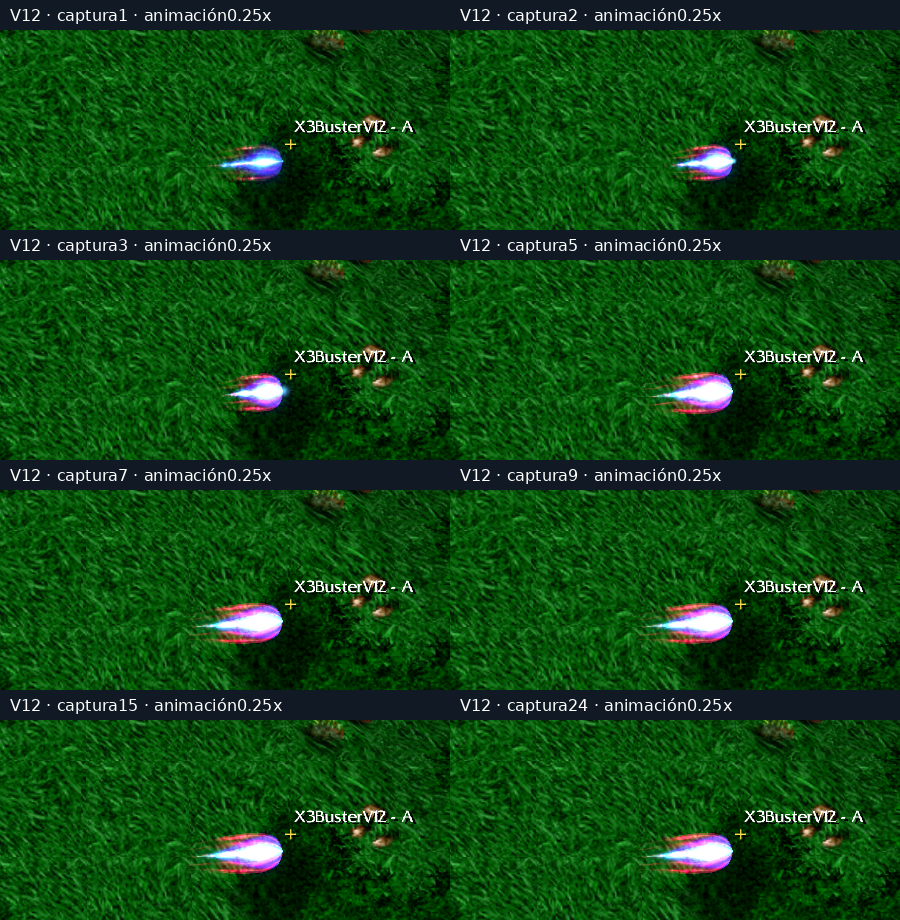 V12 · captura1 · animación0.25x
V12 · captura2 · animación0.25x
X3BusterV12 - A
X3BusterV12 - A
V12 · captura3 · animación0.25x
V12 · captura5 · animación0.25x
X3BusterV12 - A
X3BusterV12 - A
V12 · captura7 · animación0.25x
V12 · captura9 · animación0.25x
X3BusterV12 - A
X3BusterV12 - A
V12 · captura15 · animación0.25x
V12 · captura24 · animación0.25x
X3BusterV12 - A
X3BusterV12 - A